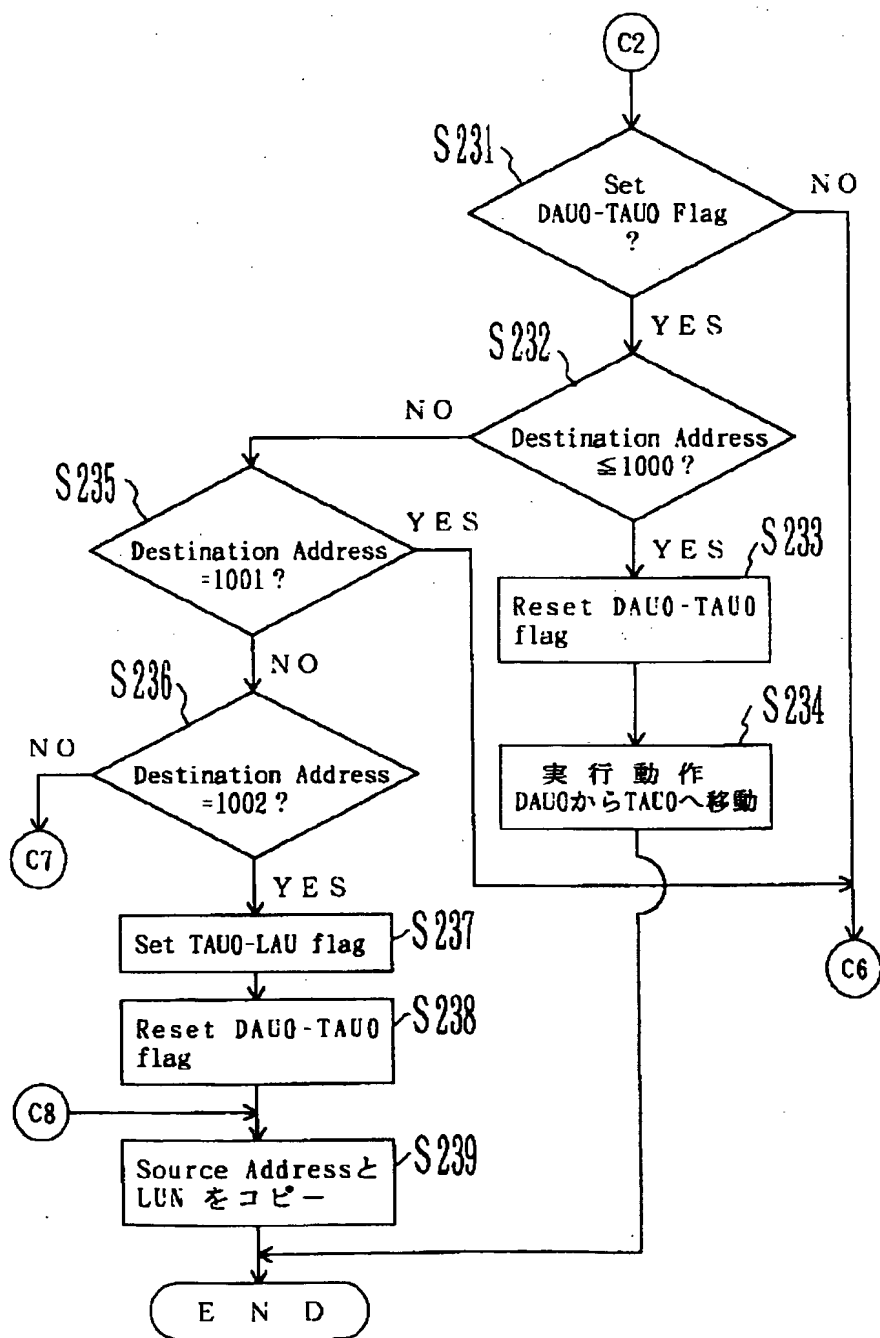 C2
S231
Set
DAU0-TAU0 Flag
?
NO
YES
S232
NO
Destination Address
≦1000?
S235
YES
Destination Address
=1001?
YES
S233
Reset DAU0-TAU0
flag
NO
S236
S234
NO
Destination Address
=1002?
実行動作
DAU0からTAU0へ移動
C7
YES
Set TAU0-LAU flag
S237
C6
Reset DAU0-TAU0
flag
S238
C8
Source Addressと
LUN をコピー
S239
END